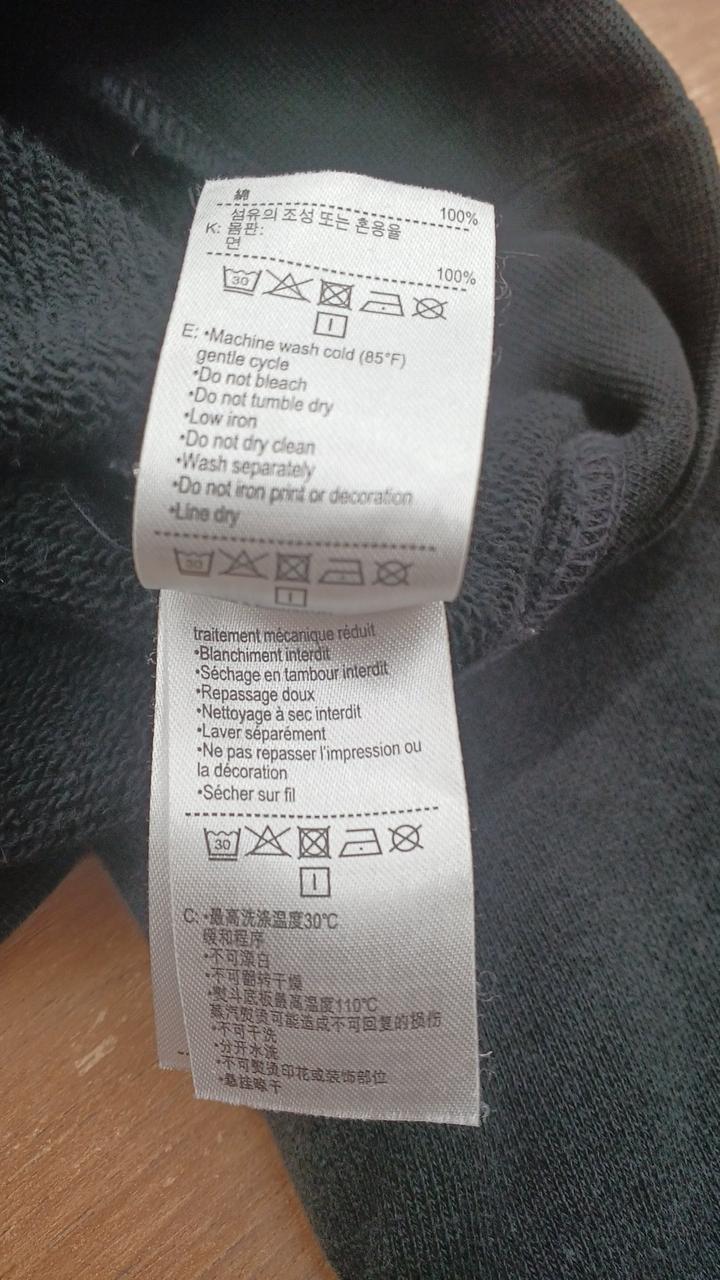 綿 100%
섬유의 조성 또는 혼용율
K: 몸판:
면 100%
30
E: •Machine wash cold (85°F)
gentle cycle
•Do not bleach
•Do not tumble dry
•Low iron
•Do not dry clean
•Wash separately
•Do not iron print or decoration
•Line dry
30
traitement mécanique réduit
•Blanchiment interdit
•Séchage en tambour interdit
•Repassage doux
•Nettoyage à sec interdit
•Laver séparément
•Ne pas repasser l'impression ou
la décoration
•Sécher sur fil
30
C: •最高洗涤温度30℃
缓和程序
•不可漂白
•不可翻转干燥
•熨斗底板最高温度110℃
蒸汽熨烫可能造成不可回复的损伤
•不可干洗
•分开水洗
•不可熨烫印花或装饰部位
•悬挂晾干